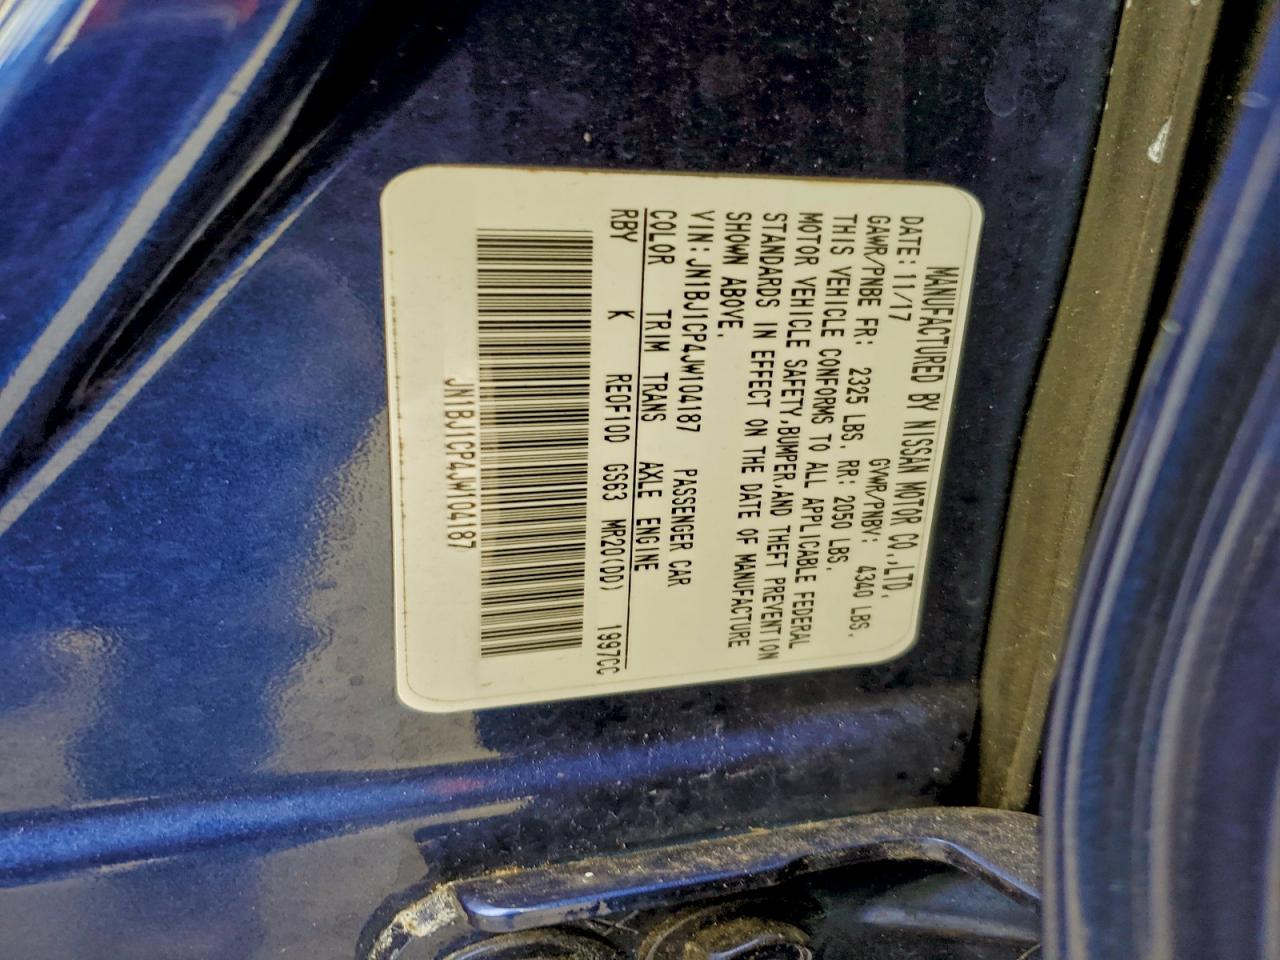 MANUFACTURED BY NISSAN MOTOR CO.,LTD.
DATE:11/17 GVWR/PNBV: 4340 LBS.
GAWR/PNBE FR: 2325 LBS. RR: 2050 LBS.
THIS VEHICLE CONFORMS TO ALL APPLICABLE FEDERAL
MOTOR VEHICLE SAFETY,BUMPER,AND THEFT PREVENTION
STANDARDS IN EFFECT ON THE DATE OF MANUFACTURE
SHOWN ABOVE.
VIN:JN1BJ1CP4JW104187 PASSENGER CAR
COLOR TRIM TRANS AXLE ENGINE
RBY K RE0F10D GS63 MR20(DD) 1997CC
JN1BJ1CP4JW104187